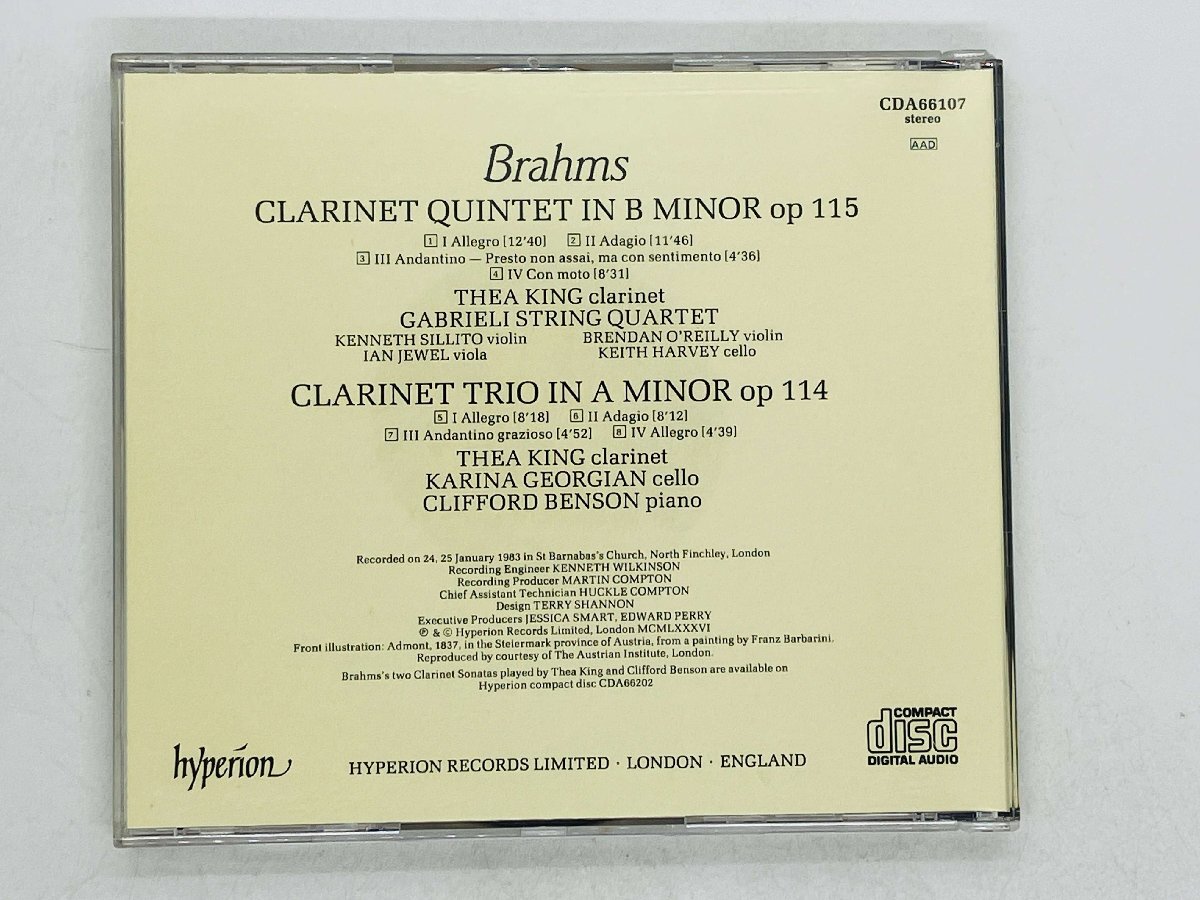 CDA66107
stereo
AAD
Brahms
CLARINET QUINTET IN B MINOR op 115
1 I Allegro [12'40] 2 II Adagio [11'46]
3 III Andantino — Presto non assai, ma con sentimento [4'36]
4 IV Con moto [8'31]
THEA KING clarinet
GABRIELI STRING QUARTET
KENNETH SILLITO violin BRENDAN O'REILLY violin
IAN JEWEL viola KEITH HARVEY cello
CLARINET TRIO IN A MINOR op 114
5 I Allegro [8'18] 6 II Adagio [8'12]
7 III Andantino grazioso [4'52] 8 IV Allegro [4'39]
THEA KING clarinet
KARINA GEORGIAN cello
CLIFFORD BENSON piano
Recorded on 24, 25 January 1983 in St Barnabas's Church, North Finchley, London
Recording Engineer KENNETH WILKINSON
Recording Producer MARTIN COMPTON
Chief Assistant Technician HUCKLE COMPTON
Design TERRY SHANNON
Executive Producers JESSICA SMART, EDWARD PERRY
℗ & © Hyperion Records Limited, London MCMLXXXVI
Front illustration: Admont, 1837, in the Steiermark province of Austria, from a painting by Franz Barbarini.
Reproduced by courtesy of The Austrian Institute, London.
Brahms's two Clarinet Sonatas played by Thea King and Clifford Benson are available on
Hyperion compact disc CDA66202
hyperion
HYPERION RECORDS LIMITED · LONDON · ENGLAND
COMPACT
disc
DIGITAL AUDIO